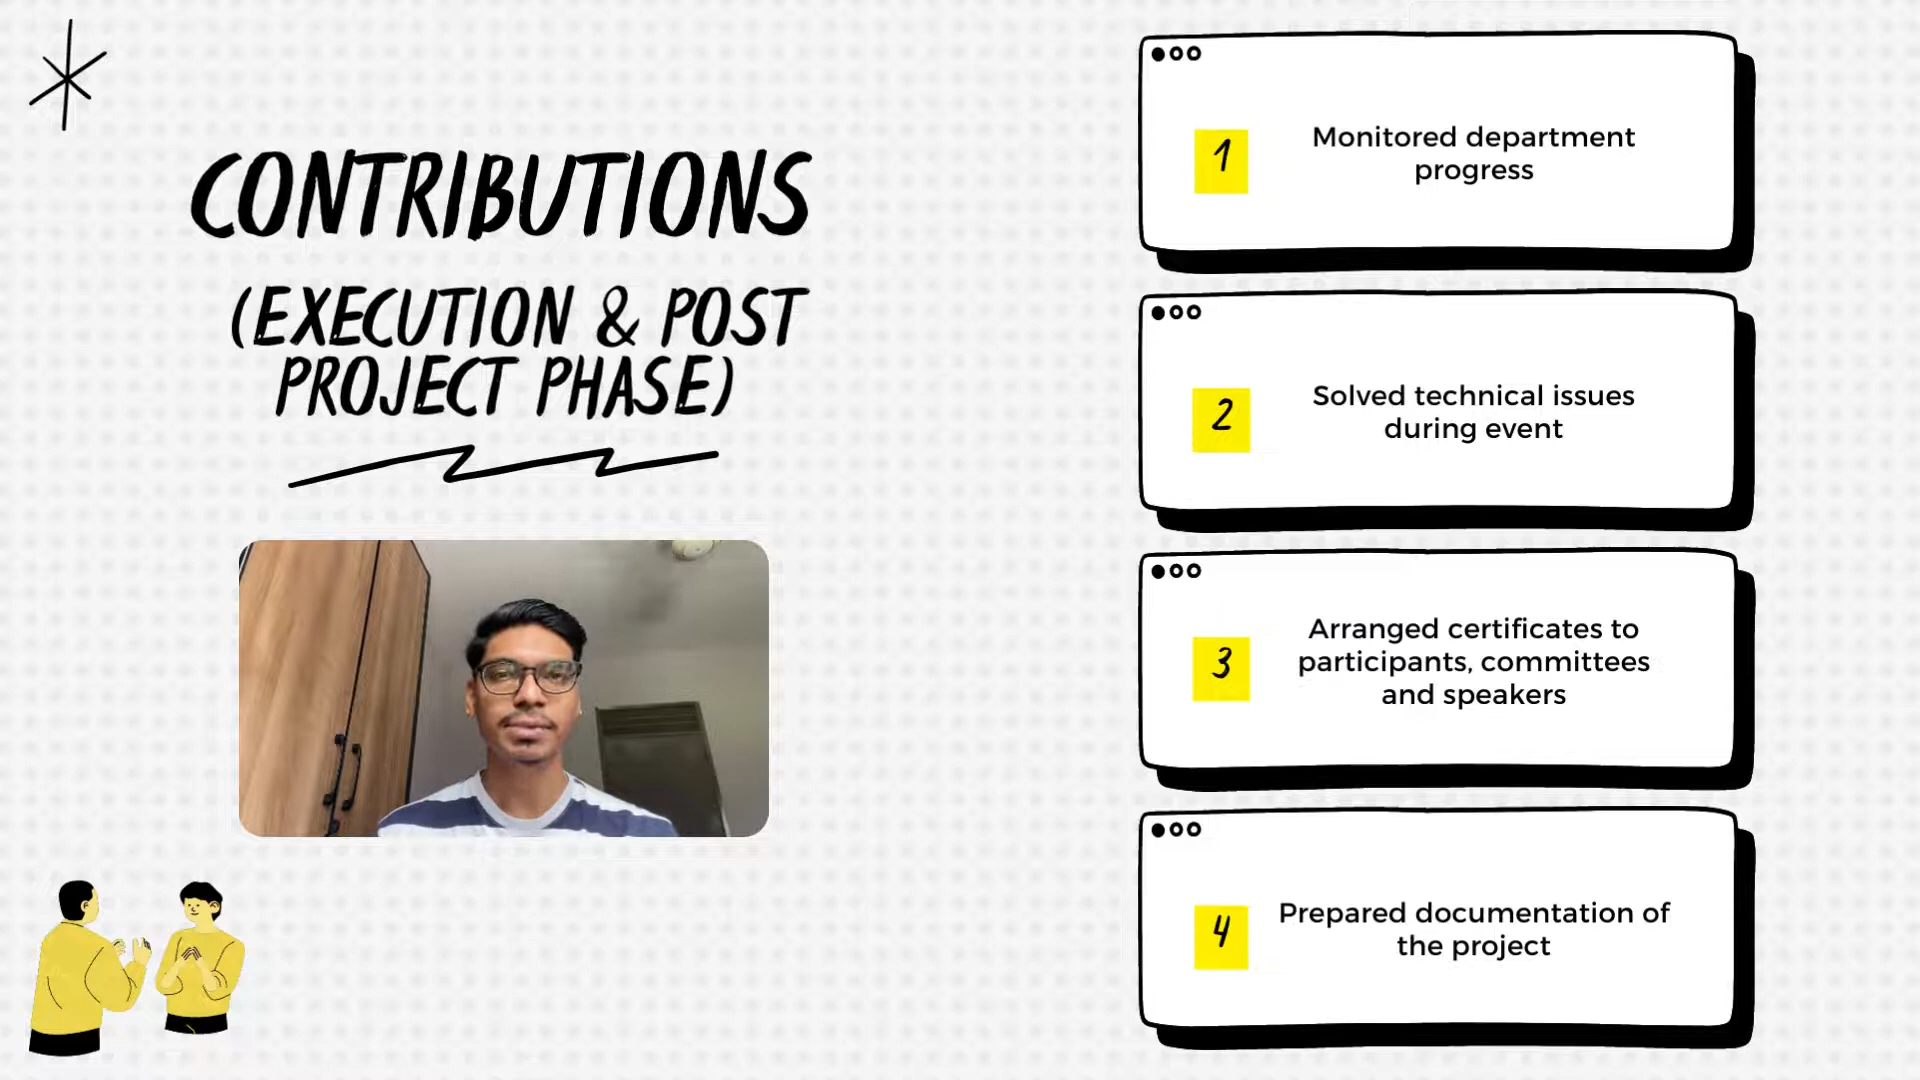 CONTRIBUTIONS
(EXECUTION & POST
PROJECT PHASE)
1
Monitored department
progress
2
Solved technical issues
during event
3
Arranged certificates to
participants, committees
and speakers
4
Prepared documentation of
the project